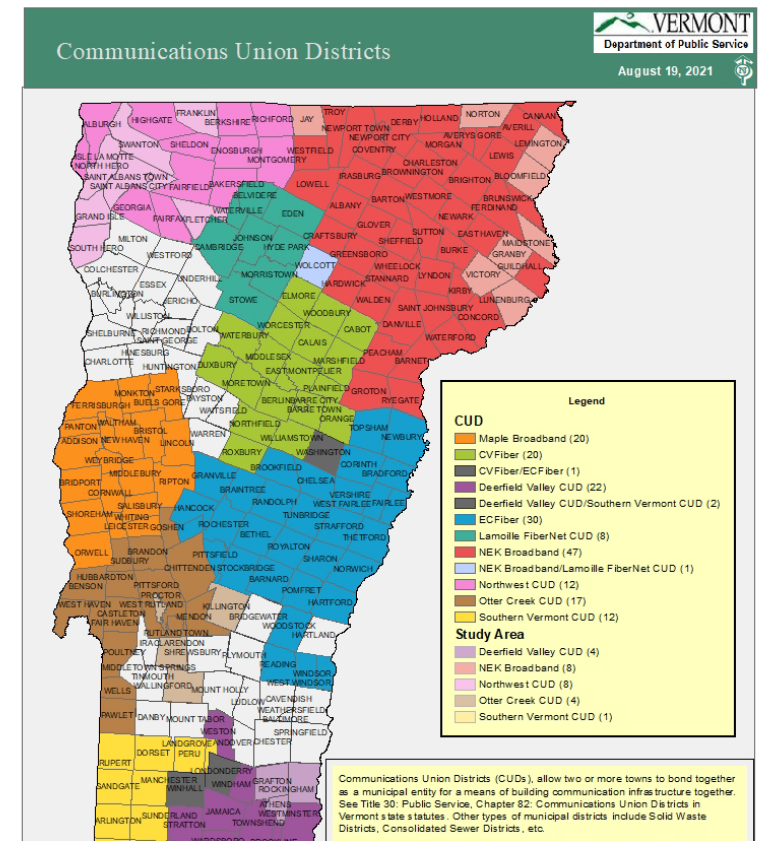 VERMONT
Department of Public Service
Communications Union Districts
August 19, 2021
ALBURGH
HIGHGATE
FRANKLIN
BERKSHIRE
RICHFORD
JAY
TROY
NEWPORT TOWN
DERBY
HOLLAND
NORTON
CANAAN
AVERILL
NEWPORT CITY
AVERYS GORE
LEMINGTON
SWANTON
SHELDON
ENOSBURGH
MONTGOMERY
WESTFIELD
COVENTRY
MORGAN
LEWIS
ISLE LA MOTTE
NORTH HERO
CHARLESTON
BLOOMFIELD
SAINT ALBANS TOWN
SAINT ALBANS CITY
FAIRFIELD
BAKERSFIELD
LOWELL
IRASBURG
BROWNINGTON
BRIGHTON
BELVIDERE
BARTON
WESTMORE
BRUNSWICK
FERDINAND
GEORGIA
GRAND ISLE
FAIRFAX
FLETCHER
WATERVILLE
EDEN
ALBANY
NEWARK
GLOVER
SUTTON
EAST HAVEN
MAIDSTONE
SOUTH HERO
MILTON
CAMBRIDGE
JOHNSON
HYDE PARK
CRAFTSBURY
SHEFFIELD
BURKE
GRANBY
WESTFORD
GREENSBORO
GUILDHALL
COLCHESTER
UNDERHILL
MORRISTOWN
WOLCOTT
WHEELOCK
STANNARD
LYNDON
VICTORY
ESSEX
HARDWICK
KIRBY
BURLINGTON
JERICHO
STOWE
ELMORE
WALDEN
LUNENBURG
WILLISTON
WOODBURY
SAINT JOHNSBURY
CONCORD
SHELBURNE
RICHMOND
BOLTON
WORCESTER
CABOT
DANVILLE
SAINT GEORGE
WATERBURY
CALAIS
WATERFORD
HINESBURG
MIDDLESEX
MARSHFIELD
PEACHAM
BARNET
CHARLOTTE
HUNTINGTON
DUXBURY
EAST MONTPELIER
MORETOWN
PLAINFIELD
GROTON
MONKTON
STARKSBORO
BUELS GORE
FAYSTON
BERLIN
BARRE CITY
RYEGATE
FERRISBURGH
WAITSFIELD
BARRE TOWN
ORANGE
PANTON
WALTHAM
BRISTOL
NORTHFIELD
TOPSHAM
ADDISON
NEW HAVEN
LINCOLN
WARREN
WILLIAMSTOWN
NEWBURY
WEYBRIDGE
ROXBURY
WASHINGTON
MIDDLEBURY
BROOKFIELD
CORINTH
BRIDPORT
RIPTON
GRANVILLE
CHELSEA
BRADFORD
CORNWALL
BRAINTREE
VERSHIRE
SALISBURY
HANCOCK
RANDOLPH
WEST FAIRLEE
FAIRLEE
SHOREHAM
WHITING
TUNBRIDGE
LEICESTER
GOSHEN
ROCHESTER
STRAFFORD
BETHEL
THETFORD
ORWELL
BRANDON
PITTSFIELD
ROYALTON
SUDBURY
CHITTENDEN
STOCKBRIDGE
SHARON
NORWICH
HUBBARDTON
BENSON
PITTSFORD
BARNARD
PROCTOR
POMFRET
WEST HAVEN
WEST RUTLAND
KILLINGTON
HARTFORD
CASTLETON
MENDON
BRIDGEWATER
FAIR HAVEN
WOODSTOCK
RUTLAND TOWN
HARTLAND
IRA
CLARENDON
POULTNEY
SHREWSBURY
PLYMOUTH
READING
MIDDLETOWN SPRINGS
WINDSOR
TINMOUTH
WEST WINDSOR
WELLS
WALLINGFORD
MOUNT HOLLY
LUDLOW
CAVENDISH
WEATHERSFIELD
PAWLET
DANBY
MOUNT TABOR
BALTIMORE
WESTON
SPRINGFIELD
LANDGROVE
ANDOVER
CHESTER
DORSET
PERU
RUPERT
LONDONDERRY
MANCHESTER
GRAFTON
SANDGATE
WINHALL
WINDHAM
ROCKINGHAM
ATHENS
JAMAICA
WESTMINSTER
ARLINGTON
SUNDERLAND
STRATTON
TOWNSHEND
WARDSBORO
BROOKLINE
Legend
CUD
Maple Broadband (20)
CVFiber (20)
CVFiber/ECFiber (1)
Deerfield Valley CUD (22)
Deerfield Valley CUD/Southern Vermont CUD (2)
ECFiber (30)
Lamoille FiberNet CUD (8)
NEK Broadband (47)
NEK Broadband/Lamoille FiberNet CUD (1)
Northwest CUD (12)
Otter Creek CUD (17)
Southern Vermont CUD (12)
Study Area
Deerfield Valley CUD (4)
NEK Broadband (8)
Northwest CUD (8)
Otter Creek CUD (4)
Southern Vermont CUD (1)
Communications Union Districts (CUDs), allow two or more towns to bond together
as a municipal entity for a means of building communication infrastructure together.
See Title 30: Public Service, Chapter 82: Communications Union Districts in
Vermont state statutes. Other types of municipal districts include Solid Waste
Districts, Consolidated Sewer Districts, etc.